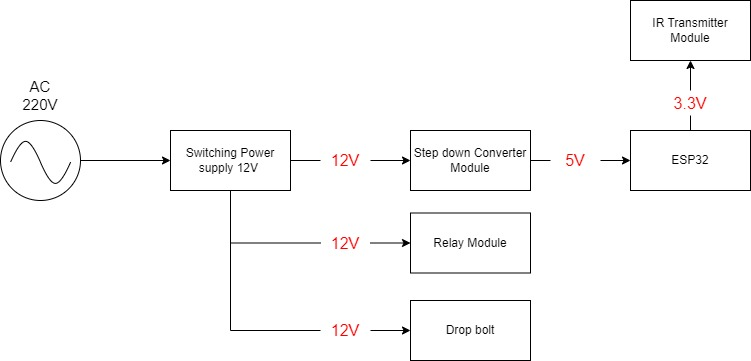 IR Transmitter
Module
3.3V
AC
220V
Switching Power
supply 12V
12V
Step down Converter
Module
5V
ESP32
12V
Relay Module
12V
Drop bolt